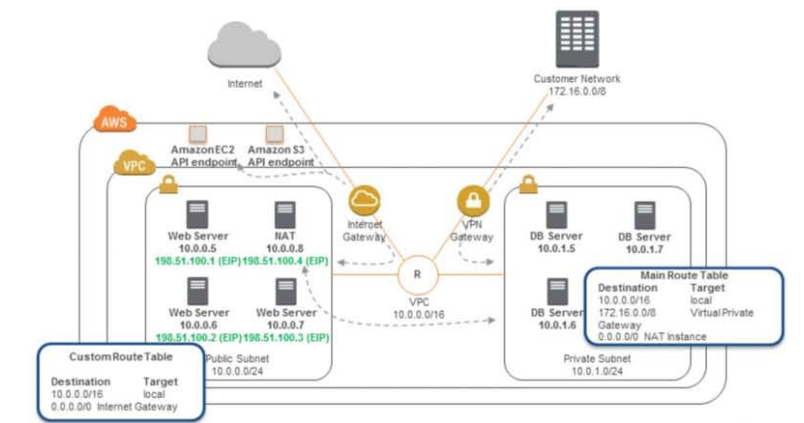 Internet
Customer Network
172.16.0.0/8
AWS
Amazon EC2
API endpoint
Amazon S3
API endpoint
VPC
Internet
Gateway
VPN
Gateway
Web Server
10.0.0.5
198.51.100.1 (EIP)
NAT
10.0.0.8
198.51.100.4 (EIP)
DB Server
10.0.1.5
DB Server
10.0.1.7
R
VPC
10.0.0.0/16
Web Server
10.0.0.6
198.51.100.2 (EIP)
Web Server
10.0.0.7
198.51.100.3 (EIP)
DB Server
10.0.1.6
Main Route Table
Destination Target
10.0.0.0/16 local
172.16.0.0/8 Virtual Private
Gateway
0.0.0.0/0 NAT Instance
Public Subnet
10.0.0.0/24
Private Subnet
10.0.1.0/24
Custom Route Table
Destination Target
10.0.0.0/16 local
0.0.0.0/0 Internet Gateway